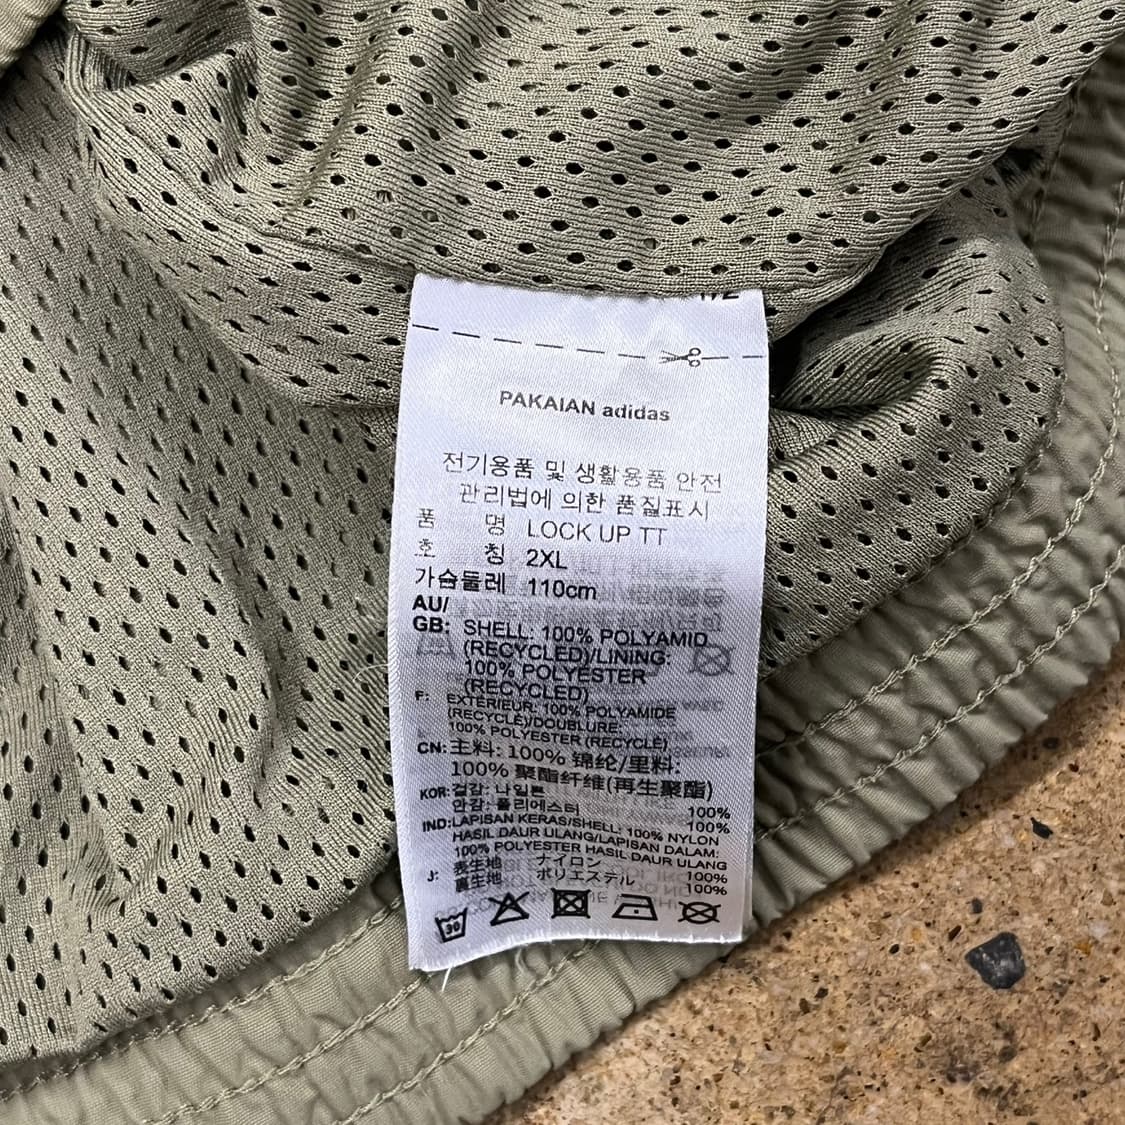 PAKAIAN adidas
전기용품 및 생활용품 안전
관리법에 의한 품질표시
품 명 LOCK UP TT
호 칭 2XL
가슴둘레 110cm
AU/
GB: SHELL: 100% POLYAMID
(RECYCLED)/LINING:
100% POLYESTER
(RECYCLED)
F: EXTÉRIEUR: 100% POLYAMIDE
(RECYCLÉ)/DOUBLURE:
100% POLYESTER (RECYCLÉ)
CN: 主料: 100% 锦纶/里料:
100% 聚酯纤维(再生聚酯)
KOR: 겉감: 나일론 100%
안감: 폴리에스터 100%
IND: LAPISAN KERAS/SHELL: 100% NYLON
HASIL DAUR ULANG/LAPISAN DALAM:
100% POLYESTER HASIL DAUR ULANG
J: 表生地 ナイロン 100%
裏生地 ポリエステル 100%
30